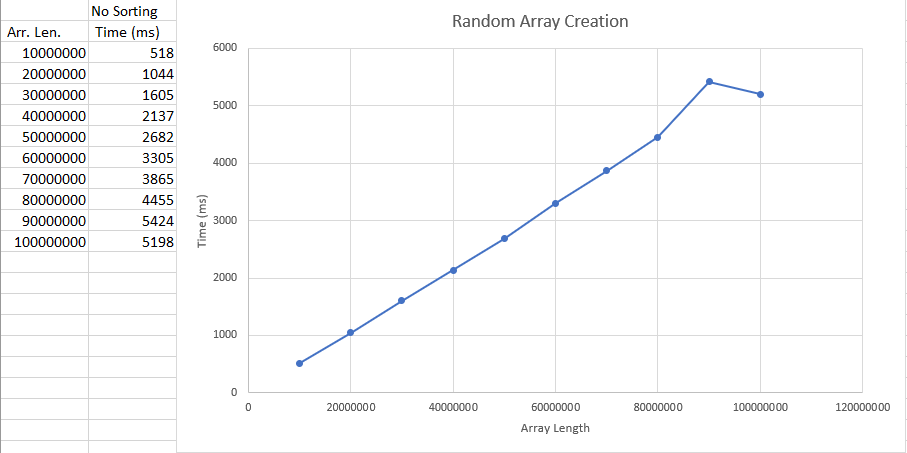 No Sorting
Arr. Len. Time (ms)
10000000 518
20000000 1044
30000000 1605
40000000 2137
50000000 2682
60000000 3305
70000000 3865
80000000 4455
90000000 5424
100000000 5198
Random Array Creation
6000
5000
4000
3000
2000
1000
0
Time (ms)
0 20000000 40000000 60000000 80000000 100000000 120000000
Array Length